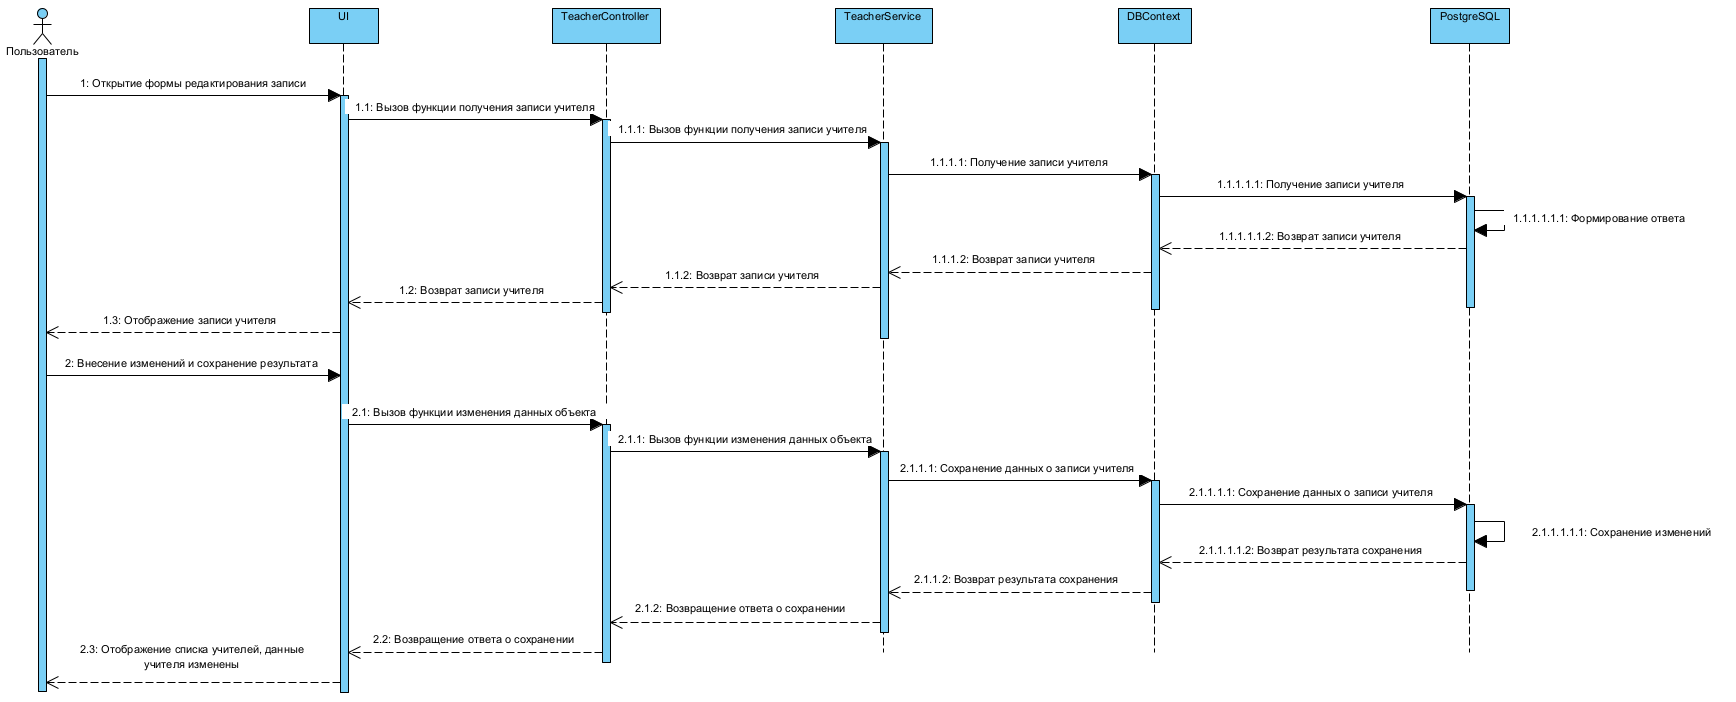 UI
TeacherController
TeacherService
DBContext
PostgreSQL
Пользователь
1: Открытие формы редактирования записи
1.1: Вызов функции получения записи учителя
1.1.1: Вызов функции получения записи учителя
1.1.1.1: Получение записи учителя
1.1.1.1.1: Получение записи учителя
1.1.1.1.1.1: Формирование ответа
1.1.1.1.1.2: Возврат записи учителя
1.1.1.2: Возврат записи учителя
1.1.2: Возврат записи учителя
1.2: Возврат записи учителя
1.3: Отображение записи учителя
2: Внесение изменений и сохранение результата
2.1: Вызов функции изменения данных объекта
2.1.1: Вызов функции изменения данных объекта
2.1.1.1: Сохранение данных о записи учителя
2.1.1.1.1: Сохранение данных о записи учителя
2.1.1.1.1.1: Сохранение изменений
2.1.1.1.1.2: Возврат результата сохранения
2.1.1.2: Возврат результата сохранения
2.1.2: Возвращение ответа о сохранении
2.2: Возвращение ответа о сохранении
2.3: Отображение списка учителей, данные
учителя изменены